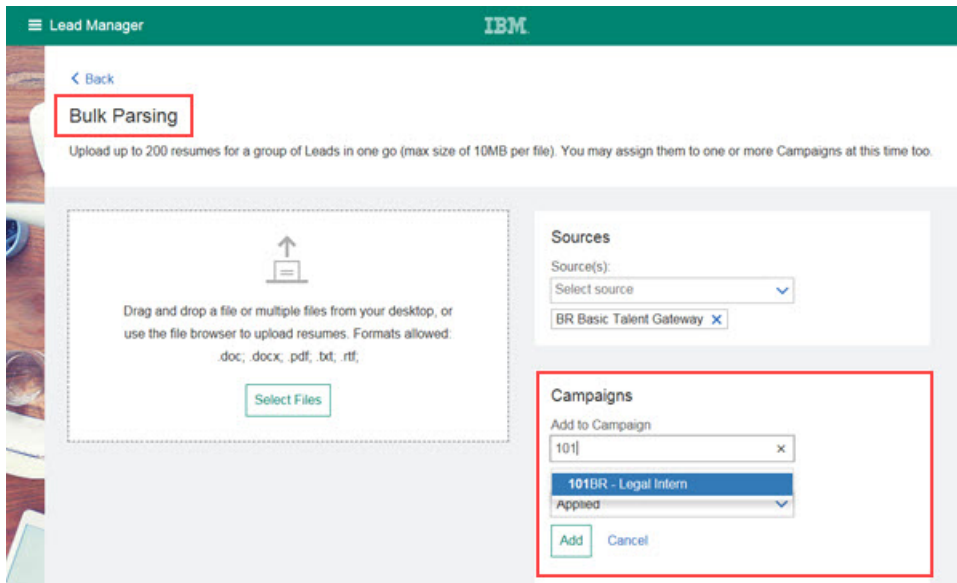 Lead Manager
IBM
Back
Bulk Parsing
Upload up to 200 resumes for a group of Leads in one go (max size of 10MB per file). You may assign them to one or more Campaigns at this time too.
Drag and drop a file or multiple files from your desktop, or
use the file browser to upload resumes. Formats allowed:
.doc; .docx; .pdf; .txt; .rtf;
Select Files
Sources
Source(s):
Select source
BR Basic Talent Gateway
Campaigns
Add to Campaign
101
101BR - Legal Intern
Applied
Add Cancel